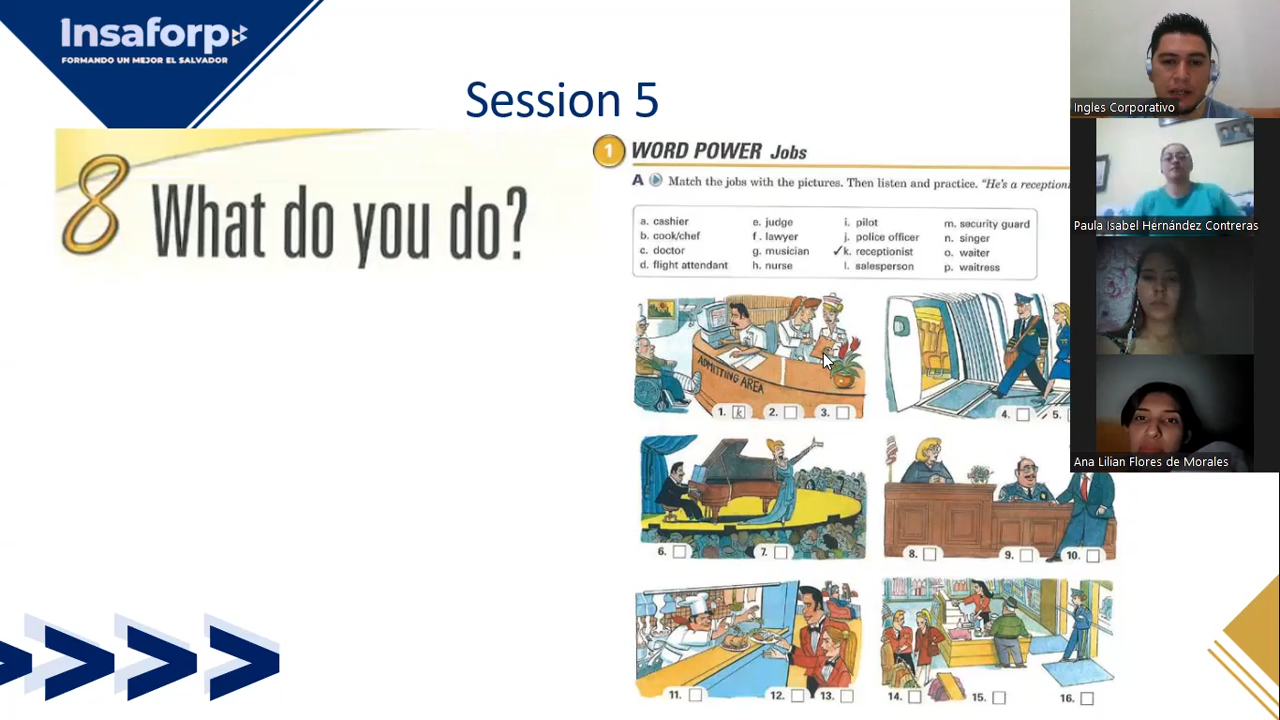 Insaforp
FORMANDO UN MEJOR EL SALVADOR
Session 5
8 What do you do?
1 WORD POWER Jobs
A Match the jobs with the pictures. Then listen and practice. "He's a reception
a. cashier
b. cook/chef
c. doctor
d. flight attendant
e. judge
f. lawyer
g. musician
h. nurse
i. pilot
j. police officer
✓k. receptionist
l. salesperson
m. security guard
n. singer
o. waiter
p. waitress
ADMITTING AREA
1. k 2. 3.
4. 5.
6. 7.
8. 9. 10.
11. 12. 13.
14. 15. 16.
Ingles Corporativo
Paula Isabel Hernández Contreras
Ana Lilian Flores de Morales